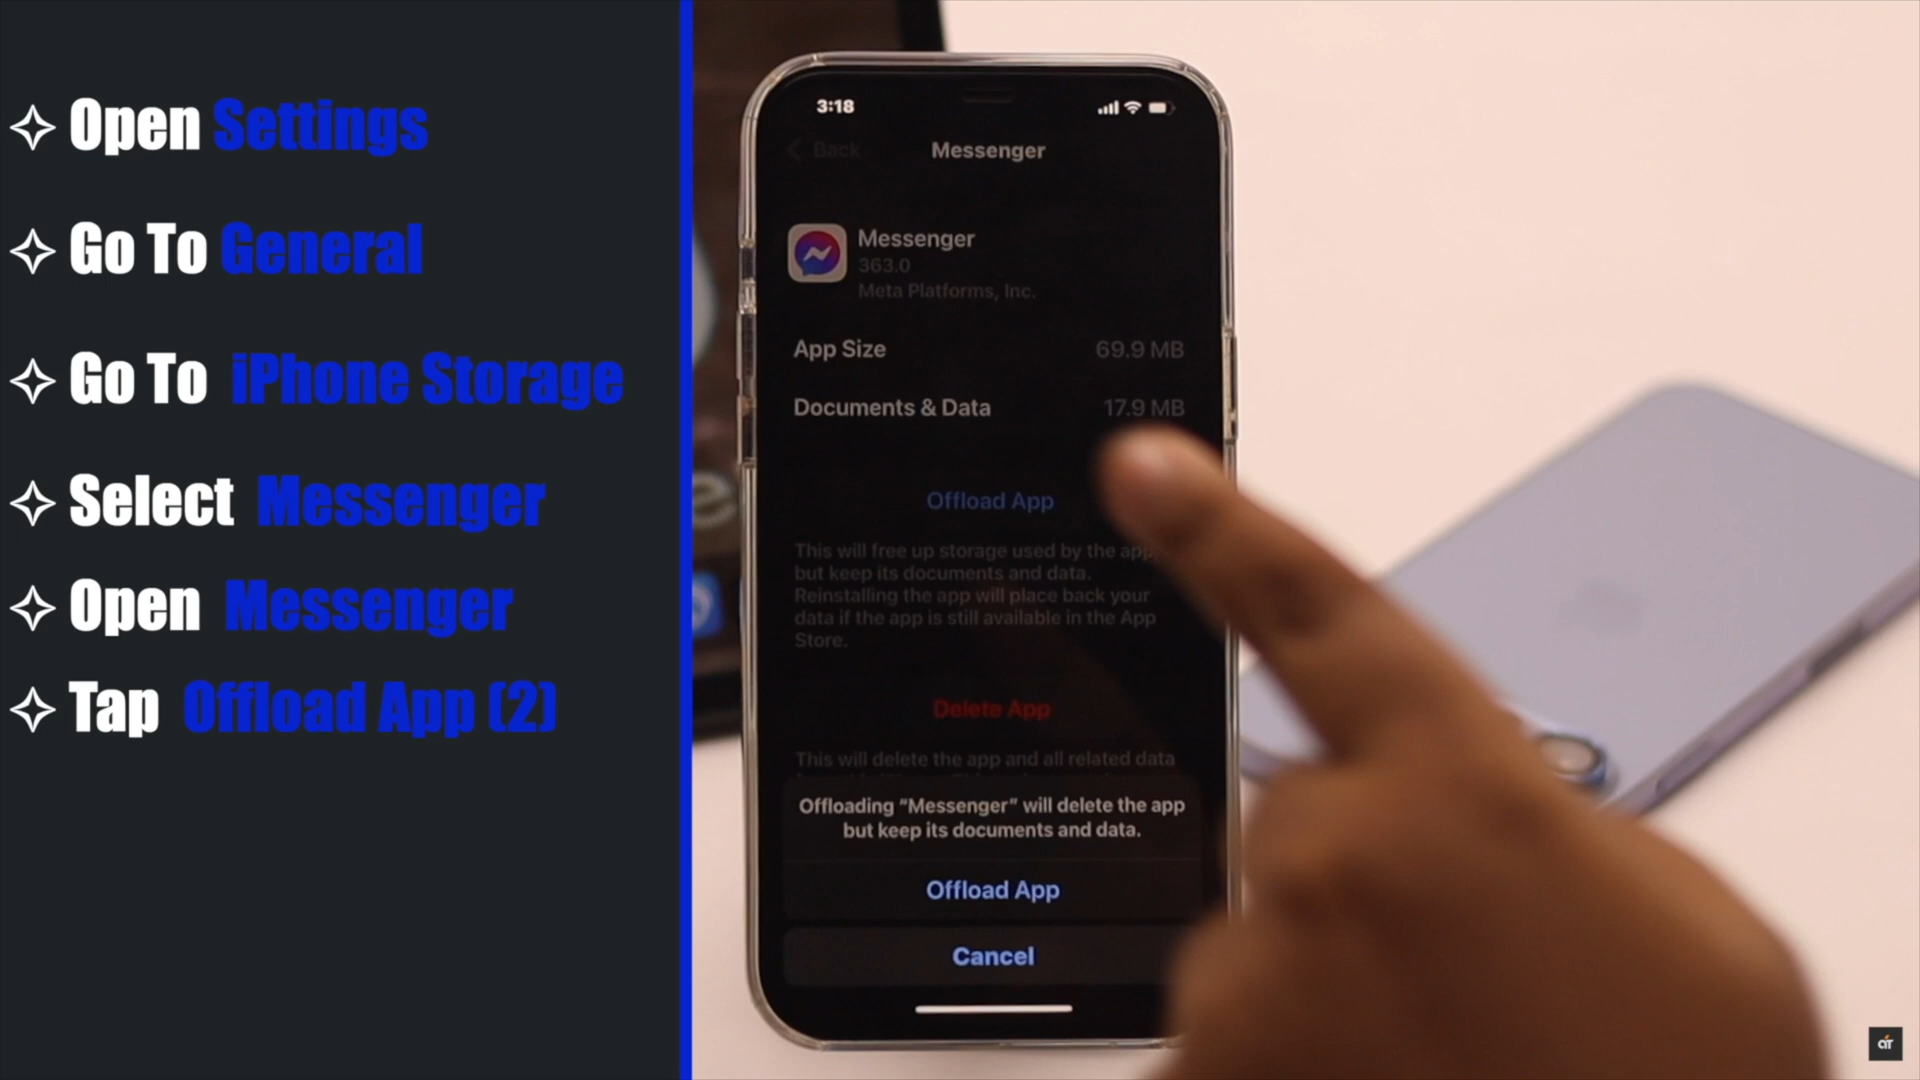 Open Settings
Go To General
Go To iPhone Storage
Select Messenger
Open Messenger
Tap Offload App (2)
3:18
Back
Messenger
Messenger
363.0
Meta Platforms, Inc.
App Size 69.9 MB
Documents & Data 17.9 MB
Offload App
This will free up storage used by the app,
but keep its documents and data.
Reinstalling the app will place back your
data if the app is still available in the App
Store.
Delete App
This will delete the app and all related data
Offloading “Messenger” will delete the app
but keep its documents and data.
Offload App
Cancel